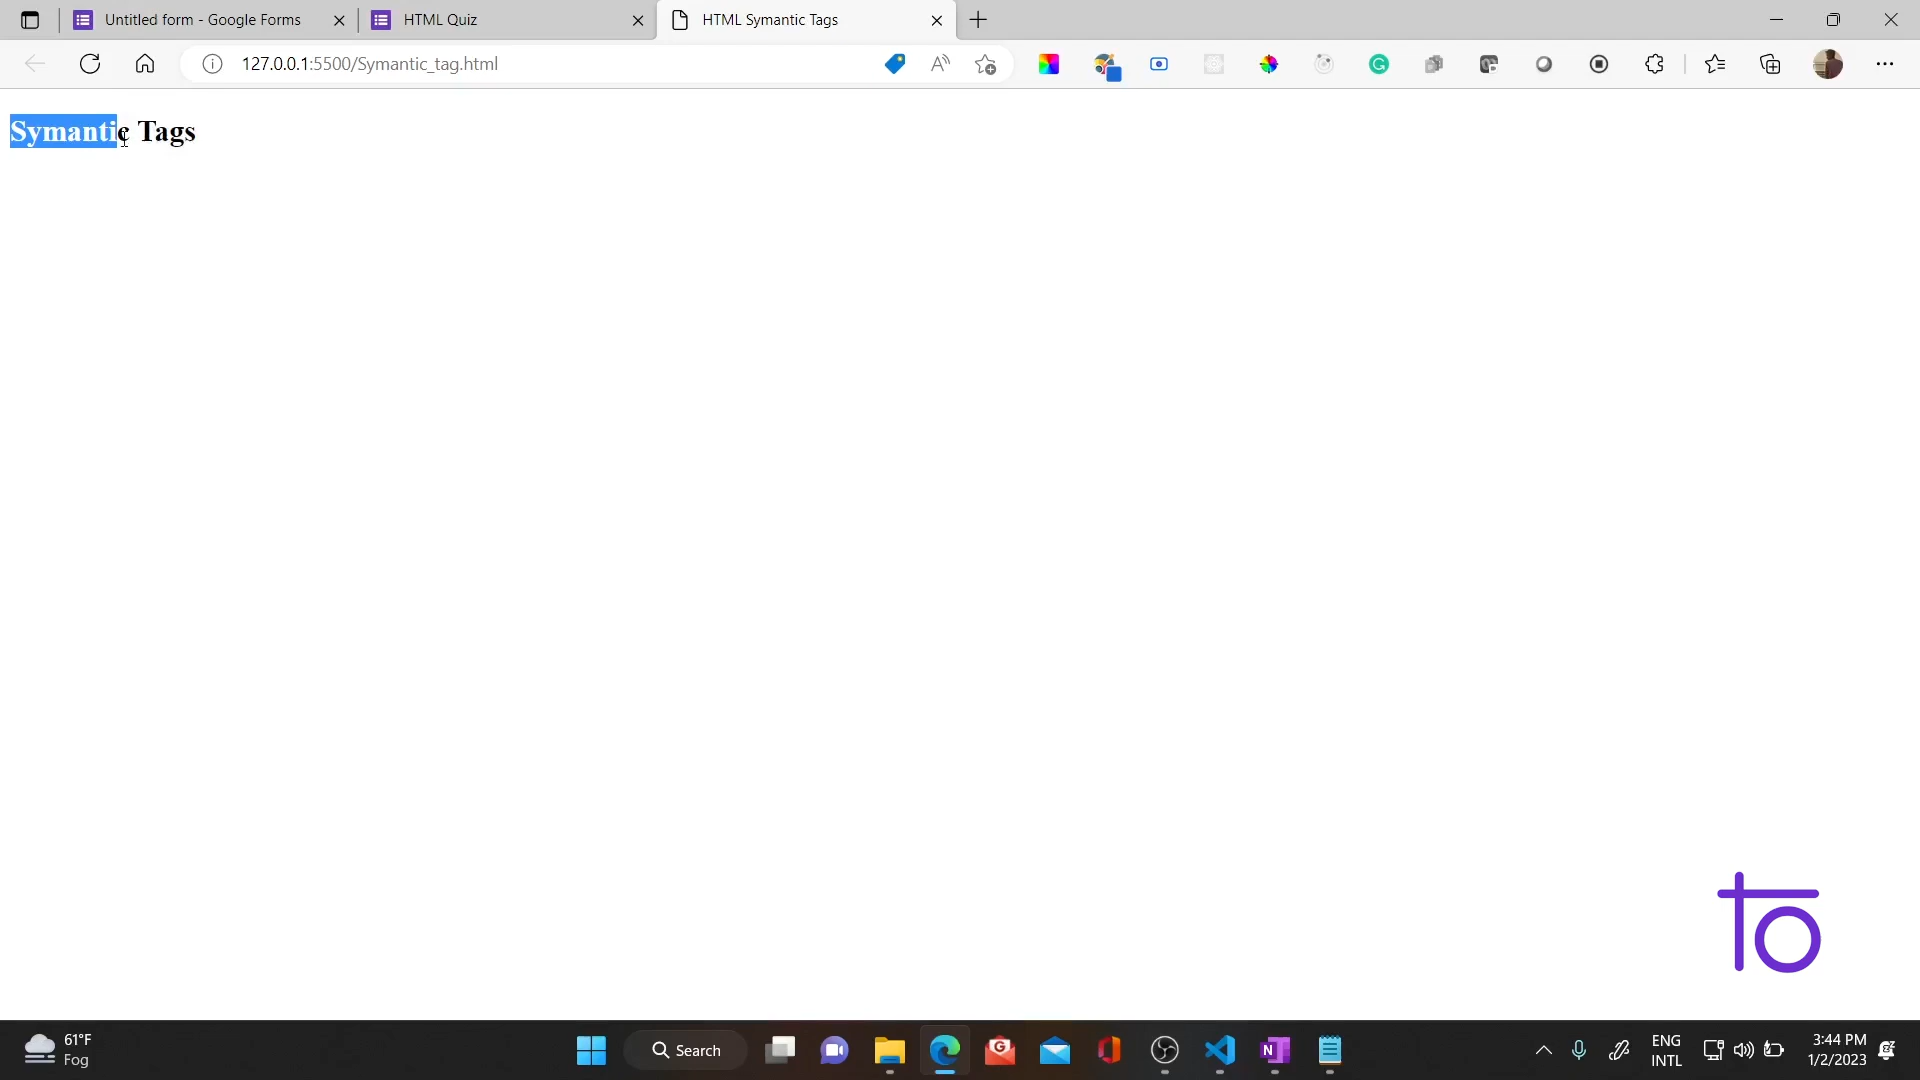 Untitled form - Google Forms
HTML Quiz
HTML Symantic Tags
127.0.0.1:5500/Symantic_tag.html
Symantic Tags
to
61°F
Fog
Search
ENG
INTL
3:44 PM
1/2/2023